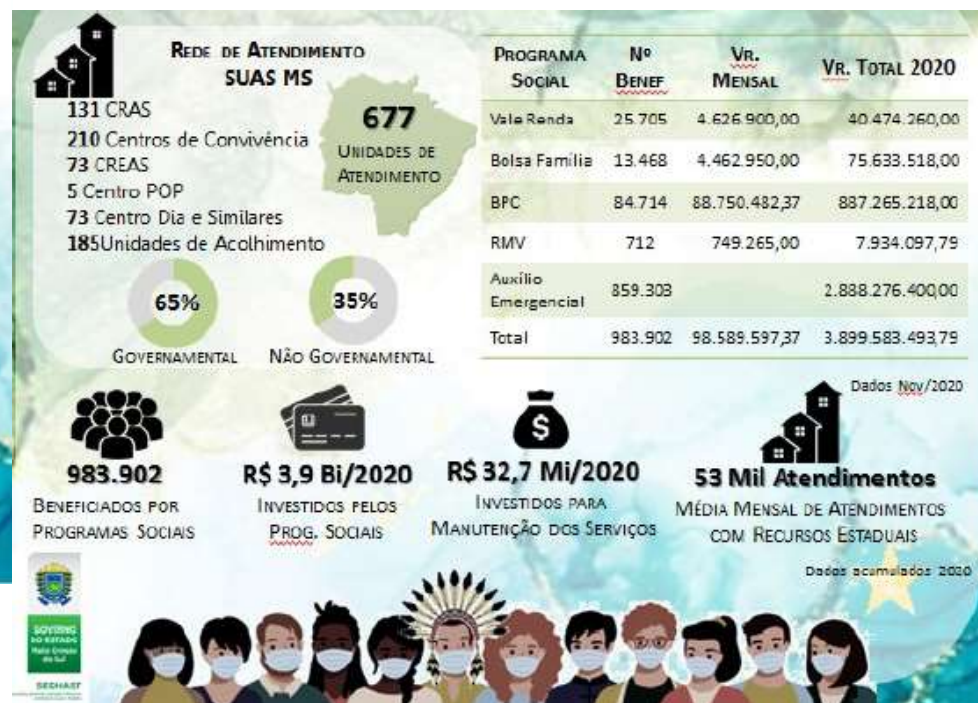 REDE DE ATENDIMENTO
SUAS MS
131 CRAS
210 Centros de Convivência
73 CREAS
5 Centro POP
73 Centro Dia e Similares
185Unidades de Acolhimento
677
UNIDADES DE
ATENDIMENTO
65%
GOVERNAMENTAL
35%
NÃO GOVERNAMENTAL
PROGRAMA SOCIAL Nº BENEF VR. MENSAL VR. TOTAL 2020
Vale Renda 25.705 4.626.900,00 40.474.260,00
Bolsa Família 13.468 4.462.950,00 75.633.518,00
BPC 84.714 88.750.482,37 887.265.218,00
RMV 712 749.265,00 7.934.097,79
Auxílio Emergencial 859.303 2.888.276.400,00
Total 983.902 98.589.597,37 3.899.583.493,79
Dados Nov/2020
983.902
BENEFICIADOS POR
PROGRAMAS SOCIAIS
R$ 3,9 Bi/2020
INVESTIDOS PELOS
PROG. SOCIAIS
R$ 32,7 Mi/2020
INVESTIDOS PARA
MANUTENÇÃO DOS SERVIÇOS
53 Mil Atendimentos
MÉDIA MENSAL DE ATENDIMENTOS
COM RECURSOS ESTADUAIS
Dados acumulados 2020
GOVERNO
DO ESTADO
Mato Grosso
do Sul
SEDHAST